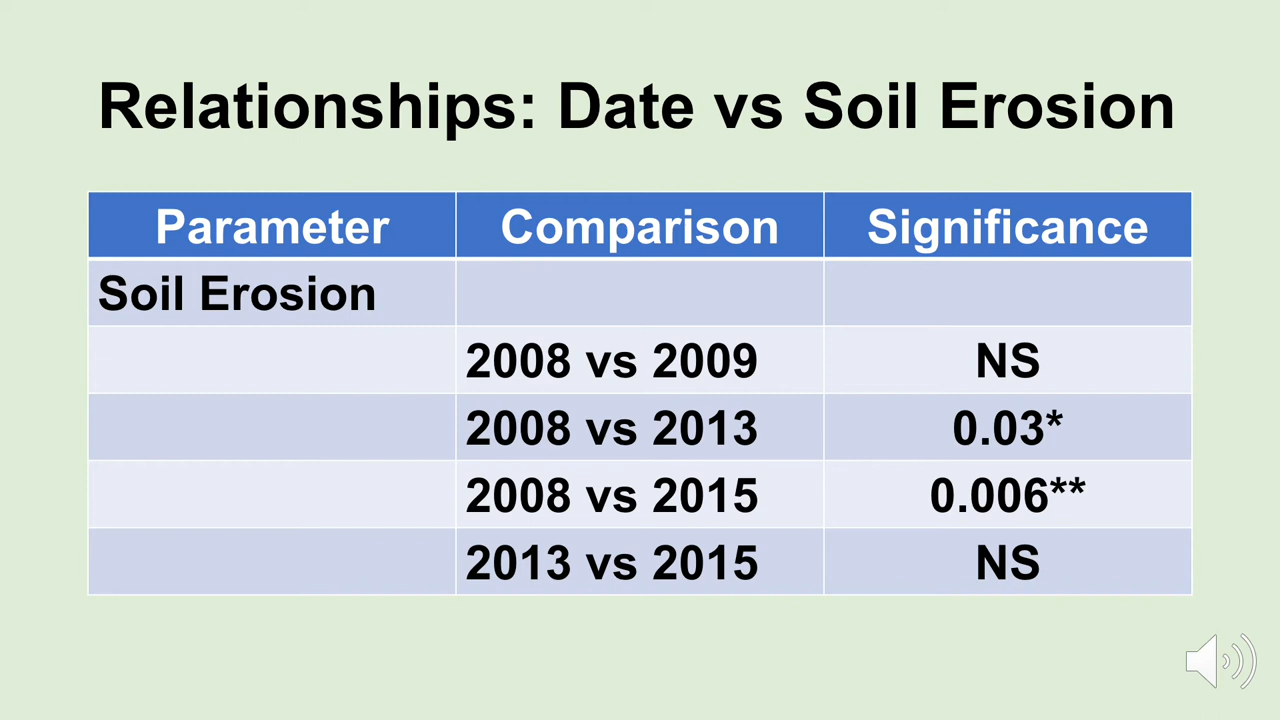 Relationships: Date vs Soil Erosion
Parameter Comparison Significance
Soil Erosion
2008 vs 2009 NS
2008 vs 2013 0.03*
2008 vs 2015 0.006**
2013 vs 2015 NS